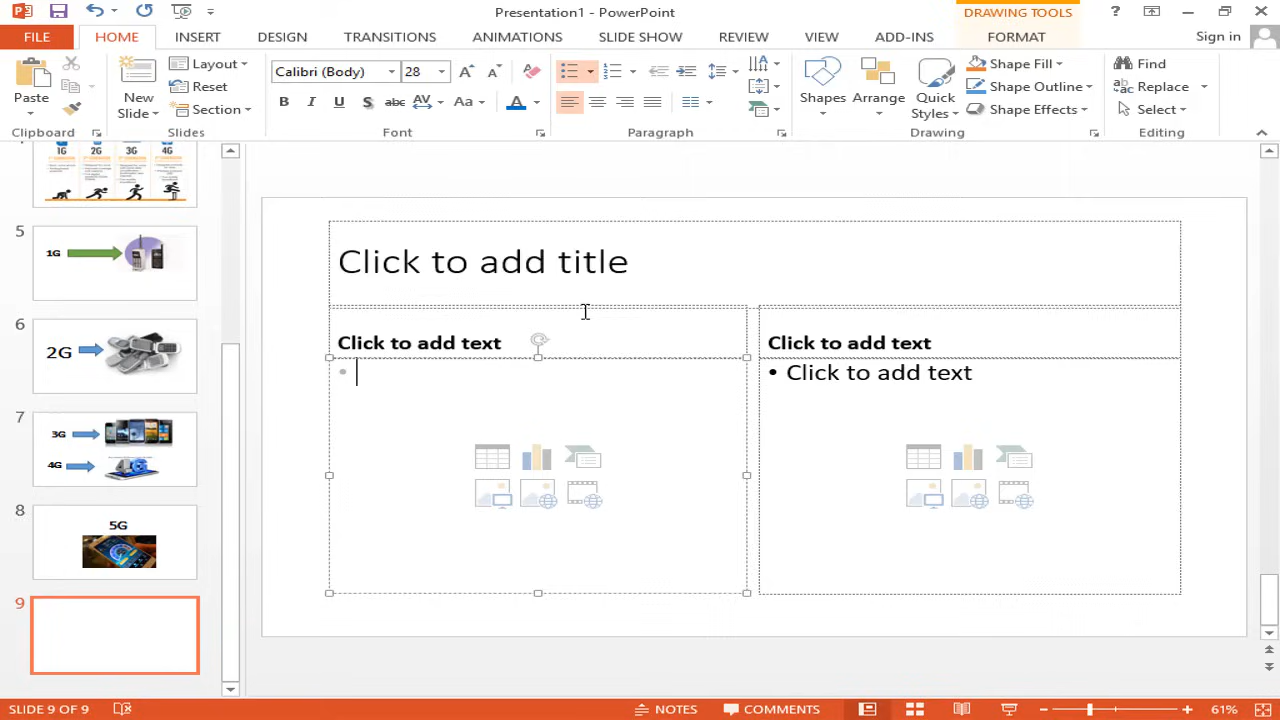 Presentation1 - PowerPoint
DRAWING TOOLS
?
FILE HOME INSERT DESIGN TRANSITIONS ANIMATIONS SLIDE SHOW REVIEW VIEW ADD-INS FORMAT Sign in
Paste
New
Slide
Layout
Reset
Section
Calibri (Body) 28
B I U abc AV Aa A
Shapes
Arrange
Quick
Styles
Shape Fill
Shape Outline
Shape Effects
Find
Replace
Select
Clipboard Slides Font Paragraph Drawing Editing
1G 2G 3G 4G
5
1G
6
2G
7
3G
4G
8
5G
9
Click to add title
Click to add text
Click to add text
• Click to add text
SLIDE 9 OF 9 NOTES COMMENTS 61%